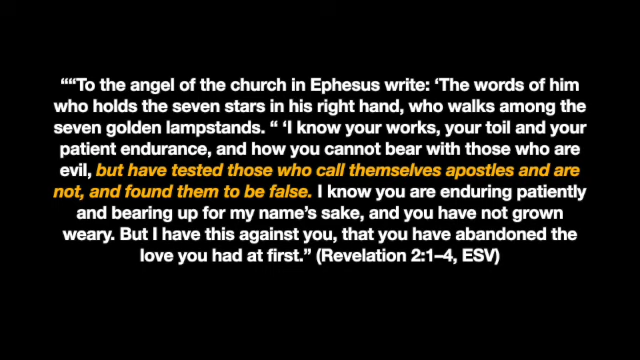 ““To the angel of the church in Ephesus write: ‘The words of him
who holds the seven stars in his right hand, who walks among the
seven golden lampstands. “ ‘I know your works, your toil and your
patient endurance, and how you cannot bear with those who are
evil, but have tested those who call themselves apostles and are
not, and found them to be false. I know you are enduring patiently
and bearing up for my name’s sake, and you have not grown
weary. But I have this against you, that you have abandoned the
love you had at first.” (Revelation 2:1–4, ESV)